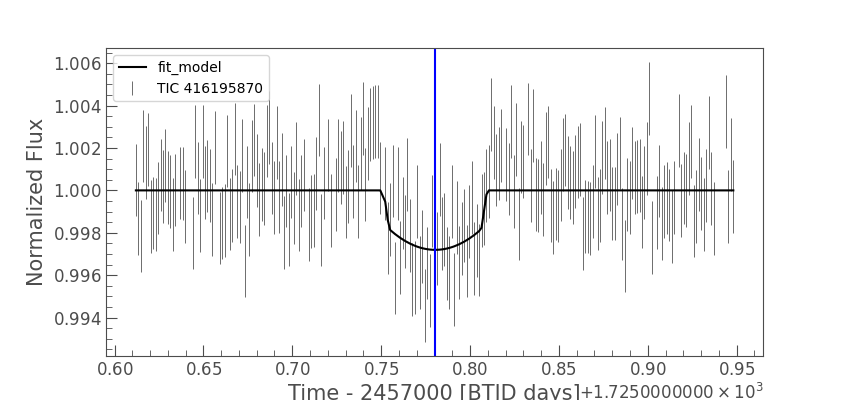 fit_model
TIC 416195870
1.006
1.004
1.002
1.000
0.998
0.996
0.994
Normalized Flux
0.60 0.65 0.70 0.75 0.80 0.85 0.90 0.95
Time - 2457000 [BTJD days]
+1.7250000000 × 10³